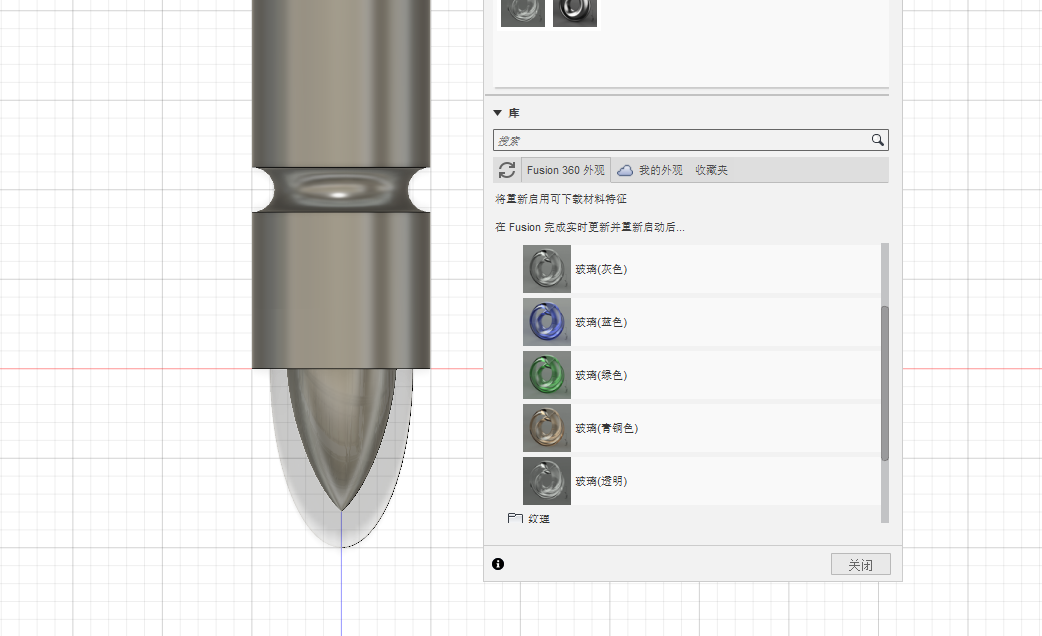 库
搜索
Fusion 360 外观 我的外观 收藏夹
将重新启用可下载材料特征
在 Fusion 完成实时更新并重新启动后...
玻璃(灰色)
玻璃(蓝色)
玻璃(绿色)
玻璃(青铜色)
玻璃(透明)
纹理
关闭